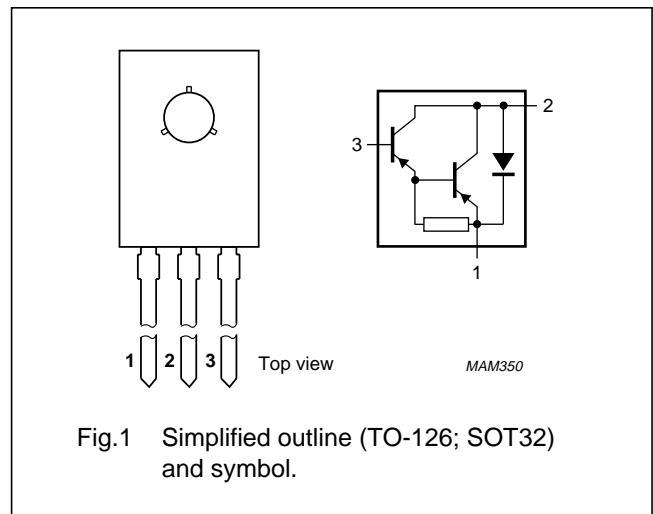 2
3
1
1 2 3 Top view
MAM350
Fig.1 Simplified outline (TO-126; SOT32)
and symbol.